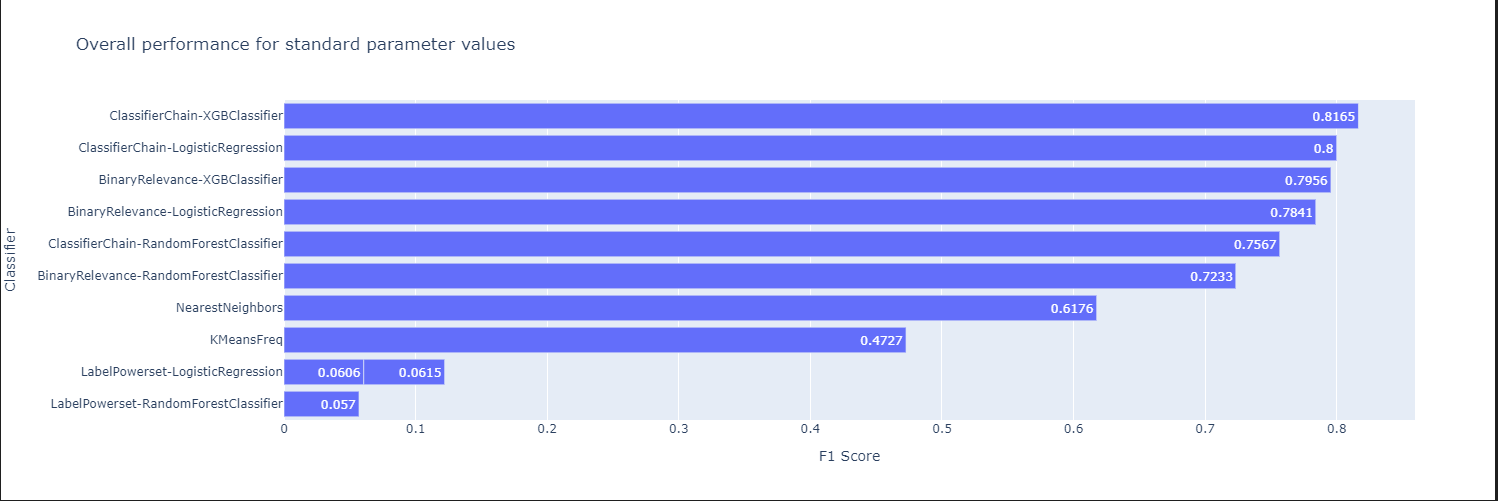 Overall performance for standard parameter values
Classifier
ClassifierChain-XGBClassifier 0.8165
ClassifierChain-LogisticRegression 0.8
BinaryRelevance-XGBClassifier 0.7956
BinaryRelevance-LogisticRegression 0.7841
ClassifierChain-RandomForestClassifier 0.7567
BinaryRelevance-RandomForestClassifier 0.7233
NearestNeighbors 0.6176
KMeansFreq 0.4727
LabelPowerset-LogisticRegression 0.0606 0.0615
LabelPowerset-RandomForestClassifier 0.057
0 0.1 0.2 0.3 0.4 0.5 0.6 0.7 0.8
F1 Score